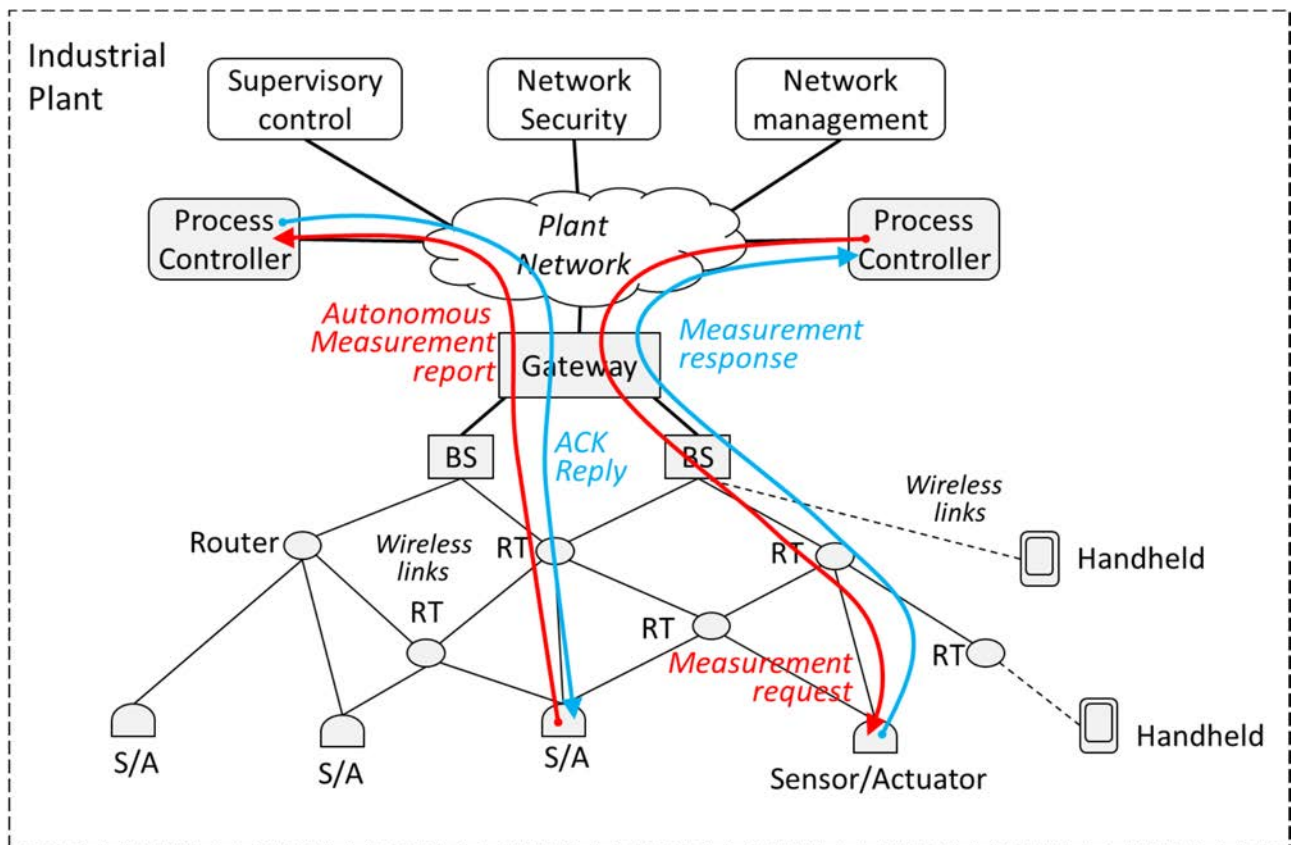 Industrial
Plant
Supervisory
control
Network
Security
Network
management
Process
Controller
Plant
Network
Process
Controller
Autonomous
Measurement
report
Gateway
Measurement
response
BS
ACK
Reply
BS
Wireless
links
Router
Wireless
links
RT
RT
Handheld
RT
RT
RT
Measurement
request
S/A
S/A
S/A
Sensor/Actuator
Handheld